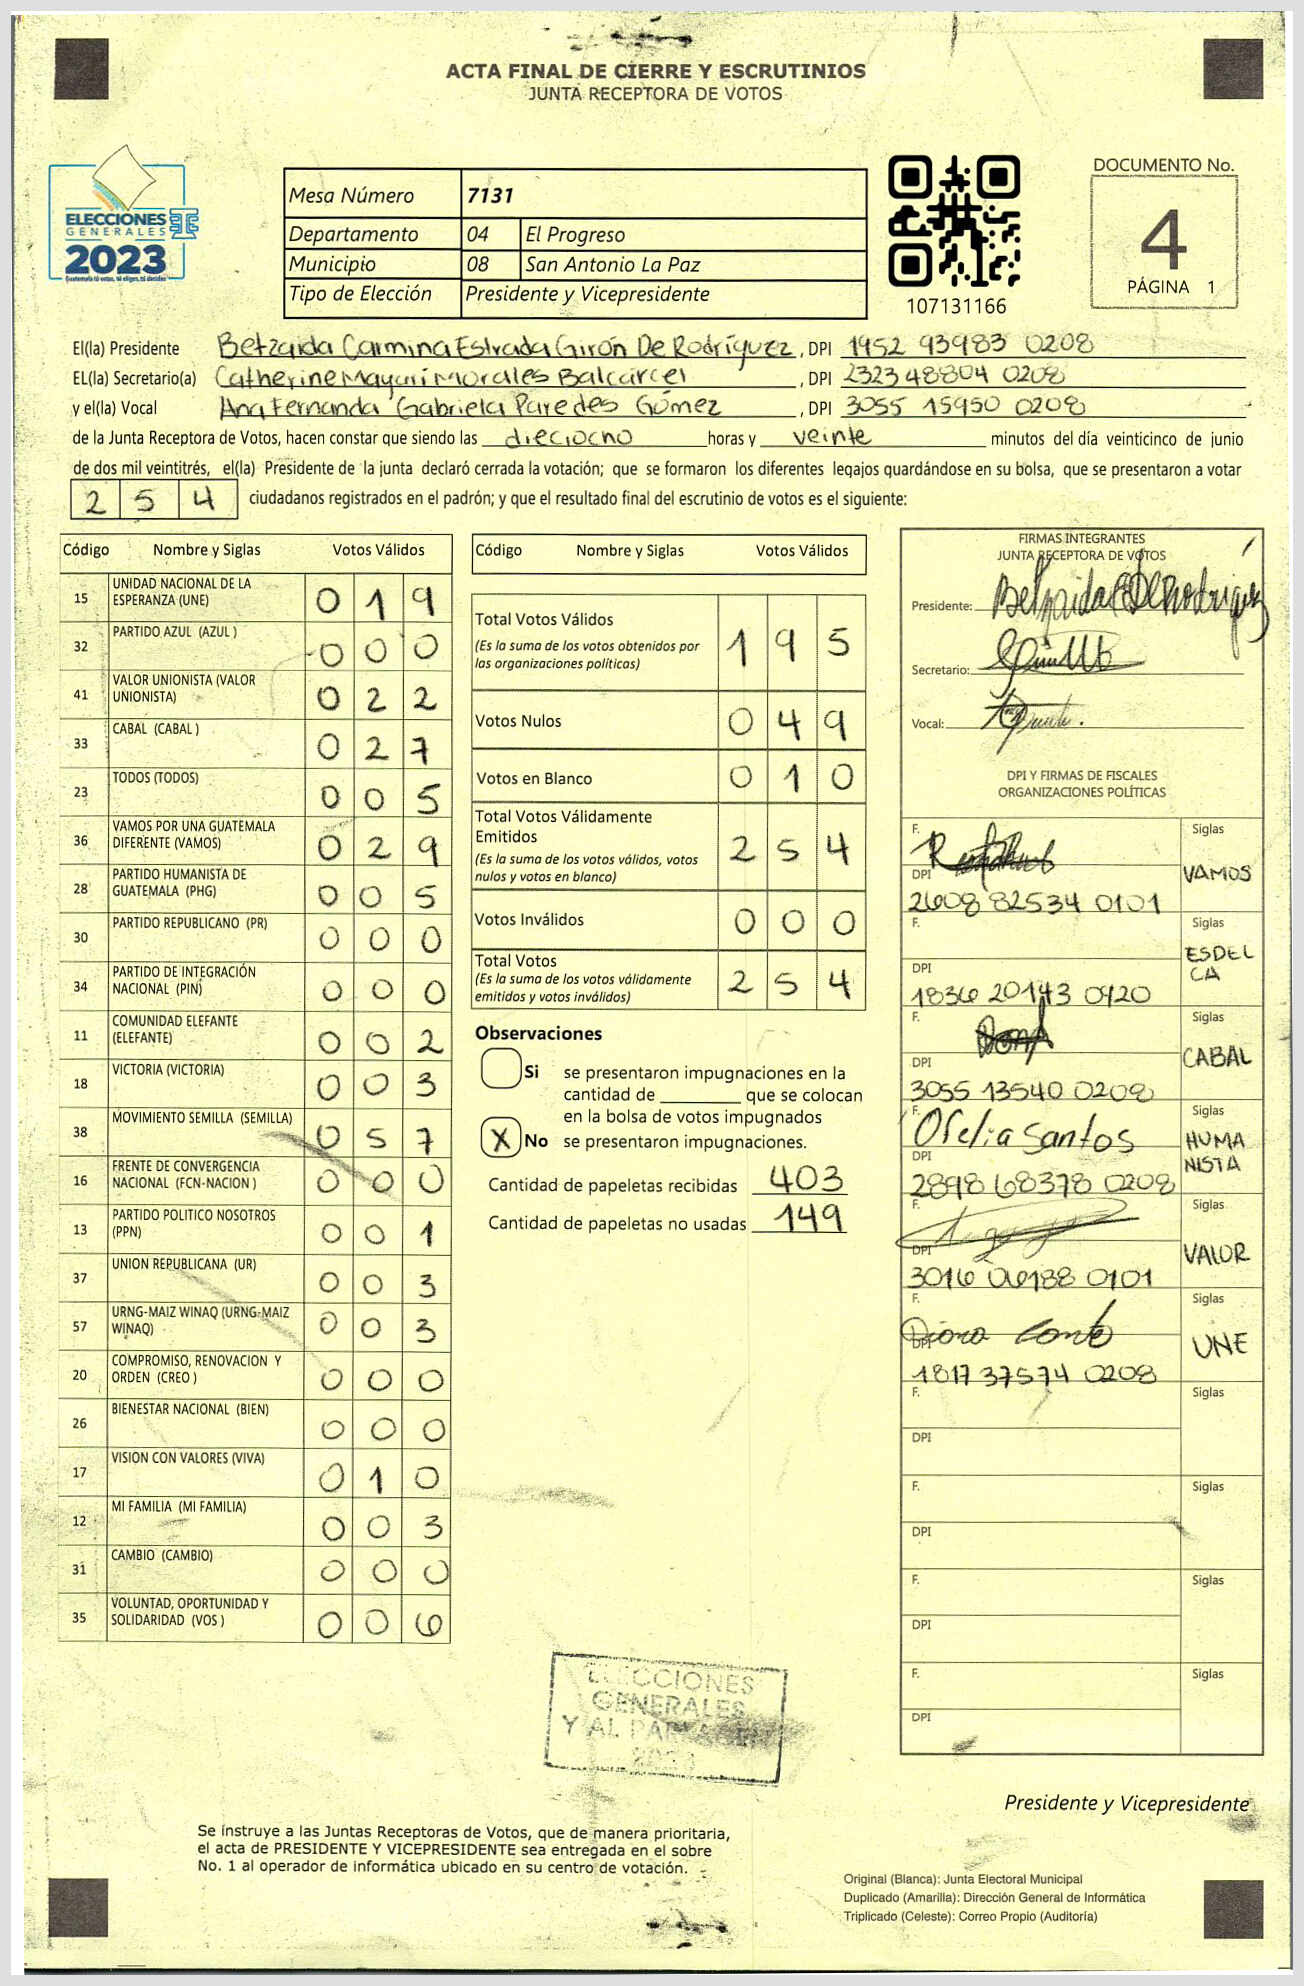 ACTA FINAL DE CIERRE Y ESCRUTINIOS
JUNTA RECEPTORA DE VOTOS
ELECCIONES
GENERALES
2023
Mesa Número 7131
Departamento 04 El Progreso
Municipio 08 San Antonio La Paz
Tipo de Elección Presidente y Vicepresidente
107131166
DOCUMENTO No.
4
PÁGINA 1
El(la) Presidente Betzaida Carmina Estrada Girón De Rodríguez, DPI 1952 93983 0208
EL(la) Secretario(a) Catherine Mayari Morales Balcarcel, DPI 2323 48804 0208
y el(la) Vocal Ana Fernanda Gabriela Paredes Gómez, DPI 3055 15950 0208
de la Junta Receptora de Votos, hacen constar que siendo las dieciocho horas y veinte minutos del día veinticinco de junio
de dos mil veintitrés, el(la) Presidente de la junta declaró cerrada la votación; que se formaron los diferentes legajos quardándose en su bolsa, que se presentaron a votar
2 5 4 ciudadanos registrados en el padrón; y que el resultado final del escrutinio de votos es el siguiente:
Código Nombre y Siglas Votos Válidos
15 UNIDAD NACIONAL DE LA ESPERANZA (UNE) 0 1 9
32 PARTIDO AZUL (AZUL ) 0 0 0
41 VALOR UNIONISTA (VALOR UNIONISTA) 0 2 2
33 CABAL (CABAL ) 0 2 7
23 TODOS (TODOS) 0 0 5
36 VAMOS POR UNA GUATEMALA DIFERENTE (VAMOS) 0 2 9
28 PARTIDO HUMANISTA DE GUATEMALA (PHG) 0 0 5
30 PARTIDO REPUBLICANO (PR) 0 0 0
34 PARTIDO DE INTEGRACIÓN NACIONAL (PIN) 0 0 0
11 COMUNIDAD ELEFANTE (ELEFANTE) 0 0 2
18 VICTORIA (VICTORIA) 0 0 3
38 MOVIMIENTO SEMILLA (SEMILLA) 0 5 7
16 FRENTE DE CONVERGENCIA NACIONAL (FCN-NACION ) 0 0 0
13 PARTIDO POLITICO NOSOTROS (PPN) 0 0 1
37 UNION REPUBLICANA (UR) 0 0 3
57 URNG-MAIZ WINAQ (URNG-MAIZ WINAQ) 0 0 3
20 COMPROMISO, RENOVACION Y ORDEN (CREO ) 0 0 0
26 BIENESTAR NACIONAL (BIEN) 0 0 0
17 VISION CON VALORES (VIVA) 0 1 0
12 MI FAMILIA (MI FAMILIA) 0 0 3
31 CAMBIO (CAMBIO) 0 0 0
35 VOLUNTAD, OPORTUNIDAD Y SOLIDARIDAD (VOS ) 0 0 6
Código Nombre y Siglas Votos Válidos
Total Votos Válidos 1 9 5
(Es la suma de los votos obtenidos por
las organizaciones políticas)
Votos Nulos 0 4 9
Votos en Blanco 0 1 0
Total Votos Válidamente
Emitidos 2 5 4
(Es la suma de los votos válidos, votos
nulos y votos en blanco)
Votos Inválidos 0 0 0
Total Votos 2 5 4
(Es la suma de los votos válidamente
emitidos y votos inválidos)
Observaciones
Si se presentaron impugnaciones en la
cantidad de ________ que se colocan
en la bolsa de votos impugnados
X No se presentaron impugnaciones.
Cantidad de papeletas recibidas 403
Cantidad de papeletas no usadas 149
FIRMAS INTEGRANTES
JUNTA RECEPTORA DE VOTOS
Presidente:
Secretario:
Vocal:
DPI Y FIRMAS DE FISCALES
ORGANIZACIONES POLÍTICAS
F. Siglas
VAMOS
DPI
2608 82534 0101
F. Siglas
ESDEL
CA
DPI
1836 20143 0420
F. Siglas
CABAL
DPI
3055 13540 0208
F. Ofelia Santos Siglas
HUMA
NISTA
DPI
2898 68378 0208
F. Siglas
VALOR
DPI
3016 06188 0101
F. Siglas
UNE
DPI
1817 37574 0208
F. Siglas
DPI
F. Siglas
DPI
F. Siglas
DPI
F. Siglas
DPI
ELECCIONES
GENERALES
Y AL
Presidente y Vicepresidente
Se instruye a las Juntas Receptoras de Votos, que de manera prioritaria,
el acta de PRESIDENTE Y VICEPRESIDENTE sea entregada en el sobre
No. 1 al operador de informática ubicado en su centro de votación.
Original (Blanca): Junta Electoral Municipal
Duplicado (Amarilla): Dirección General de Informática
Triplicado (Celeste): Correo Propio (Auditoría)